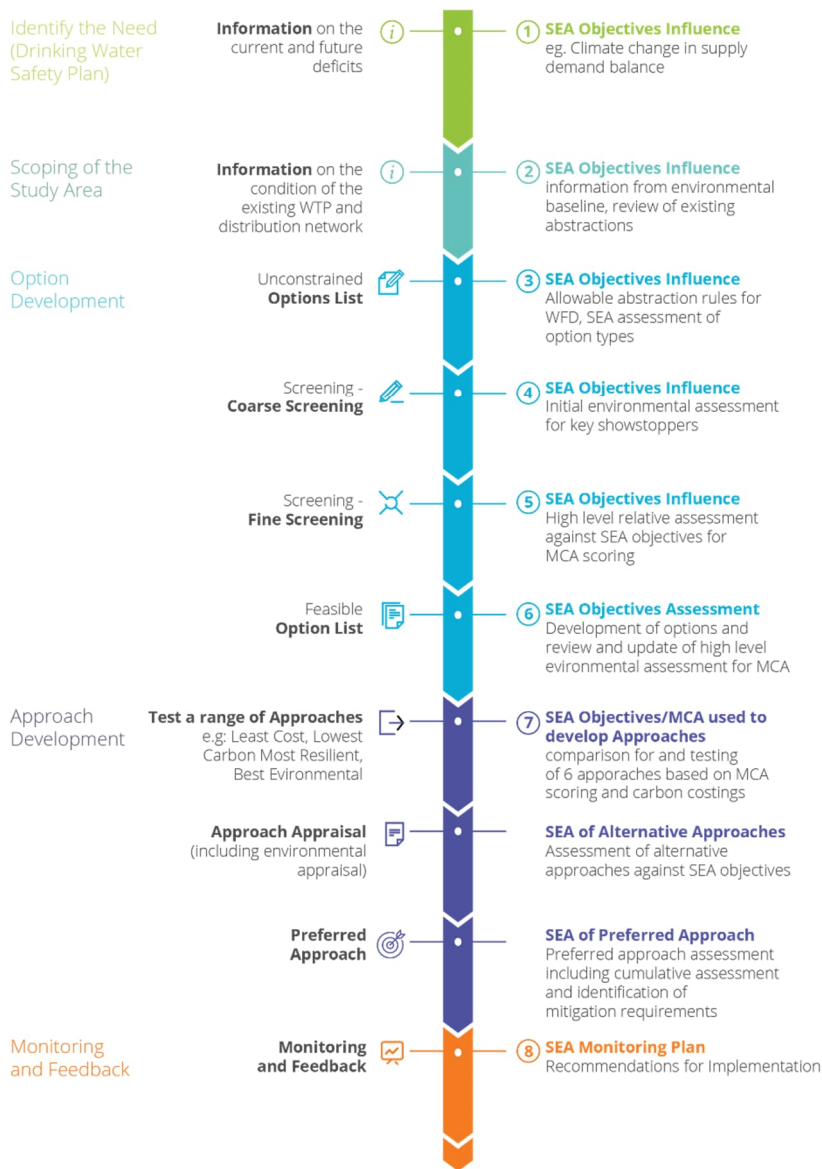 Identify the Need
(Drinking Water
Safety Plan)
Information on the
current and future
deficits
i
1
SEA Objectives Influence
eg. Climate change in supply
demand balance
Scoping of the
Study Area
Information on the
condition of the
existing WTP and
distribution network
i
2
SEA Objectives Influence
information from environmental
baseline, review of existing
abstractions
Option
Development
Unconstrained
Options List
3
SEA Objectives Influence
Allowable abstraction rules for
WFD, SEA assessment of
option types
Screening -
Coarse Screening
4
SEA Objectives Influence
Initial environmental assessment
for key showstoppers
Screening -
Fine Screening
5
SEA Objectives Influence
High level relative assessment
against SEA objectives for
MCA scoring
Feasible
Option List
6
SEA Objectives Assessment
Development of options and
review and update of high level
evironmental assessment for MCA
Approach
Development
Test a range of Approaches
e.g: Least Cost, Lowest
Carbon Most Resilient,
Best Evironmental
7
SEA Objectives/MCA used to
develop Approaches
comparison for and testing
of 6 apporaches based on MCA
scoring and carbon costings
Approach Appraisal
(including environmental
appraisal)
SEA of Alternative Approaches
Assessment of alternative
approaches against SEA objectives
Preferred
Approach
SEA of Preferred Approach
Preferred approach assessment
including cumulative assessment
and identification of
mitigation requirements
Monitoring
and Feedback
Monitoring
and Feedback
8
SEA Monitoring Plan
Recommendations for Implementation